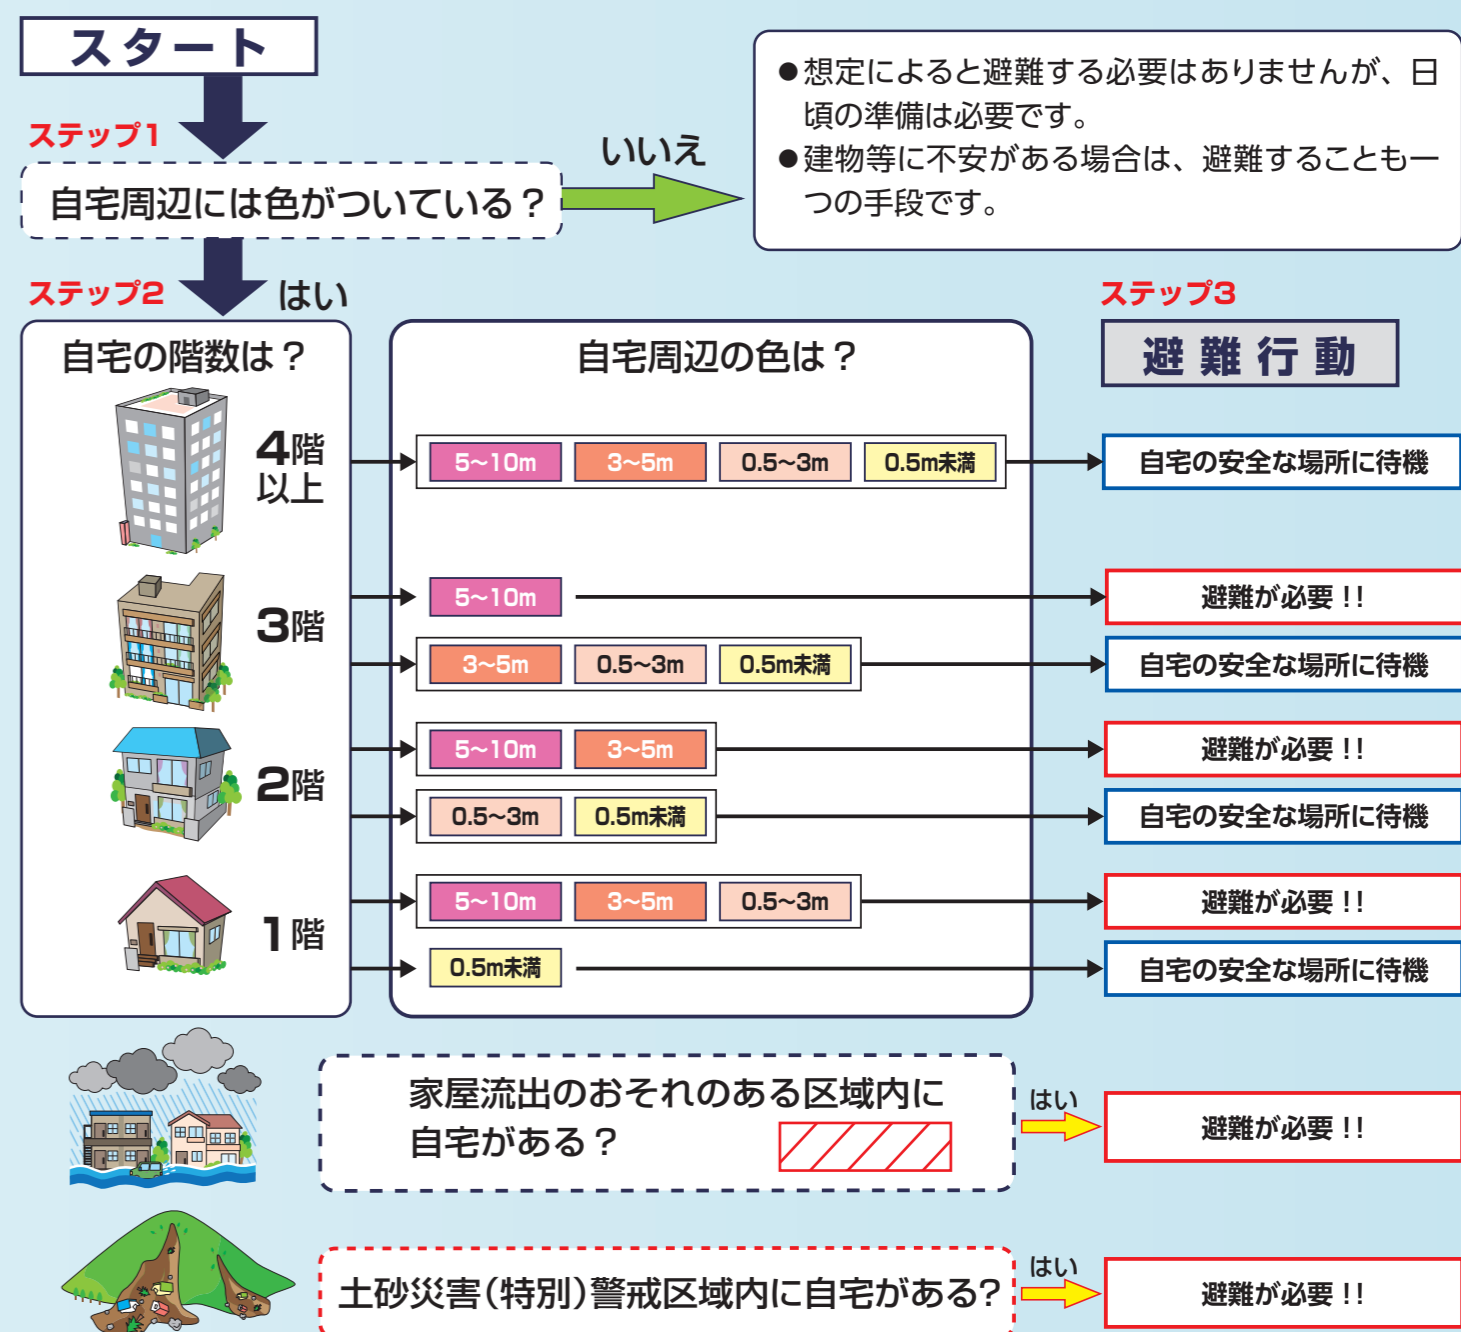 スタート
ステップ1
自宅周辺には色がついている?
いいえ
●想定によると避難する必要はありませんが、日
頃の準備は必要です。
●建物等に不安がある場合は、避難することも一
つの手段です。
ステップ2
はい
自宅の階数は?
自宅周辺の色は?
ステップ3
避難行動
4階
以上
5~10m 3~5m 0.5~3m 0.5m未満
自宅の安全な場所に待機
3階
5~10m
避難が必要!!
3~5m 0.5~3m 0.5m未満
自宅の安全な場所に待機
2階
5~10m 3~5m
避難が必要!!
0.5~3m 0.5m未満
自宅の安全な場所に待機
1階
5~10m 3~5m 0.5~3m
避難が必要!!
0.5m未満
自宅の安全な場所に待機
家屋流出のおそれのある区域内に
自宅がある?
はい
避難が必要!!
土砂災害(特別)警戒区域内に自宅がある?
はい
避難が必要!!